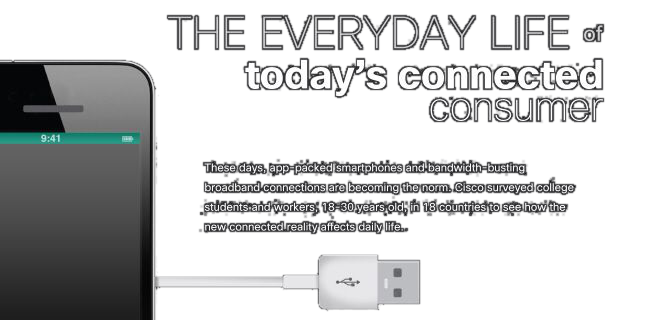 THE EVERYDAY LIFE of
today's connected
consumer
9:41
These days, app-packed smartphones and bandwidth-busting
broadband connections are becoming the norm. Cisco surveyed college
students and workers, 18-30 years old, in 18 countries to see how the
new connected reality affects daily life..